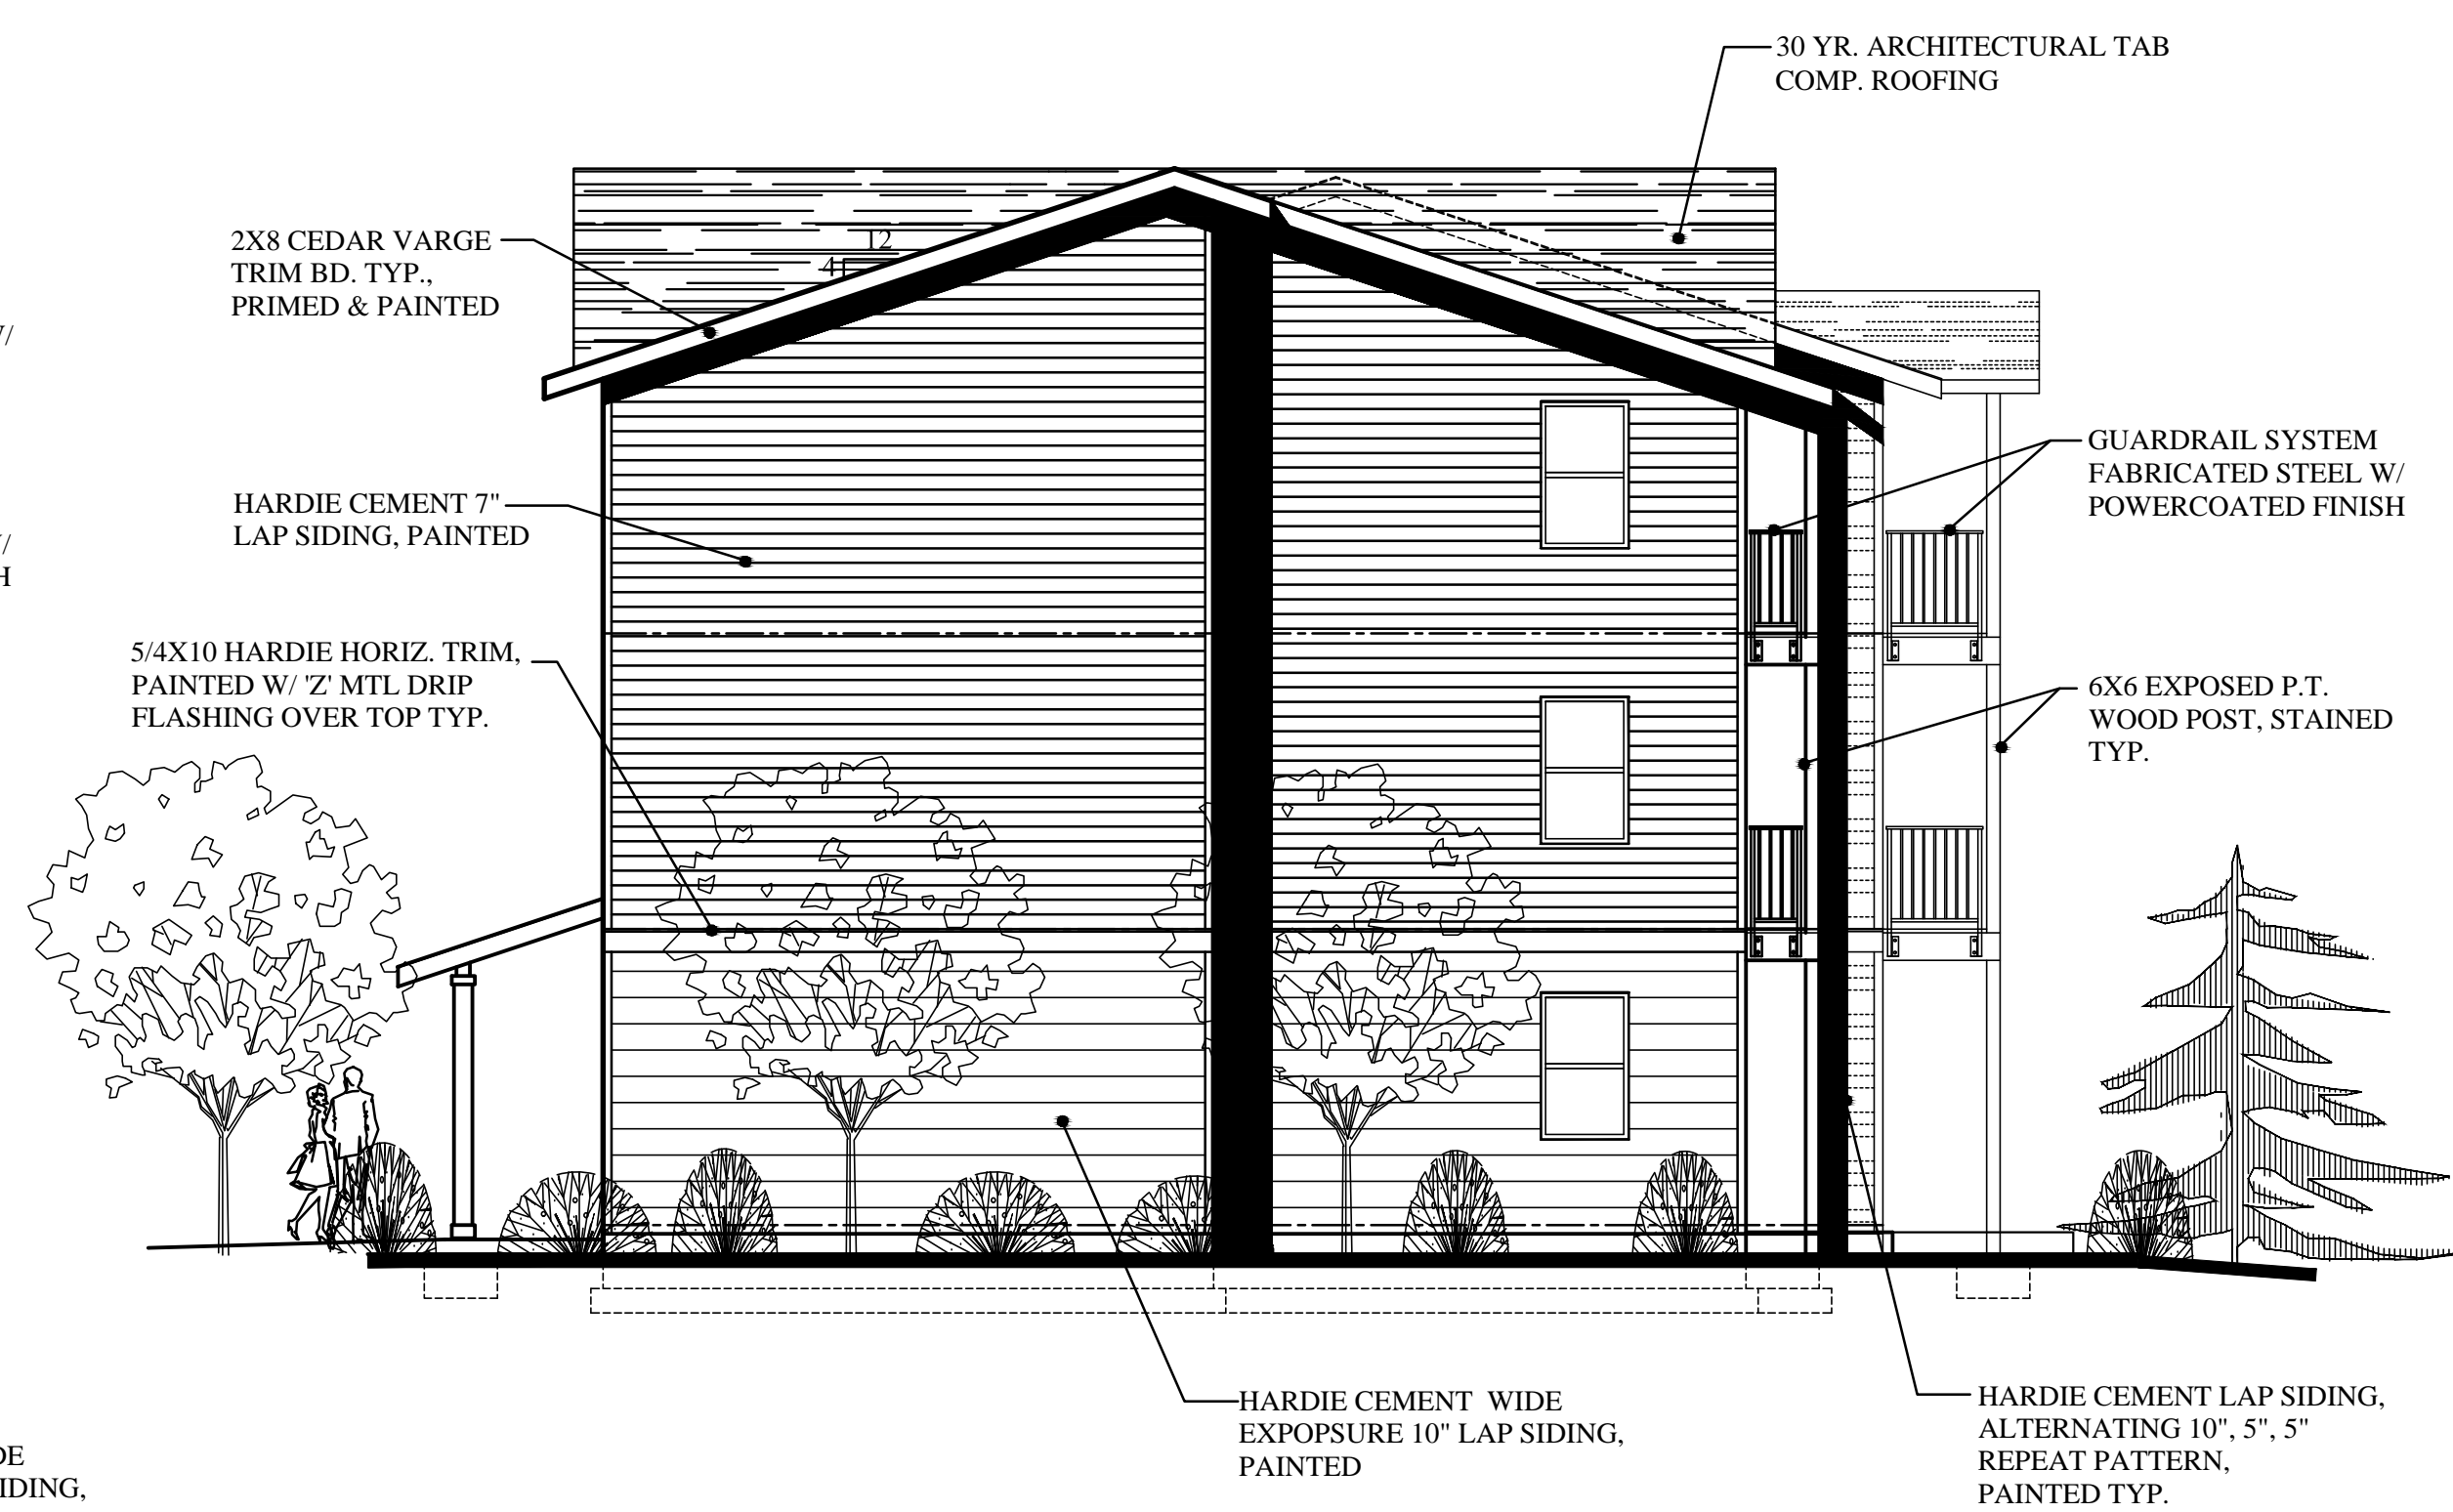 30 YR. ARCHITECTURAL TAB
COMP. ROOFING
2X8 CEDAR VARGE
TRIM BD. TYP.,
PRIMED & PAINTED
12
4
W/
HARDIE CEMENT 7"
LAP SIDING, PAINTED
GUARDRAIL SYSTEM
FABRICATED STEEL W/
POWERCOATED FINISH
5/4X10 HARDIE HORIZ. TRIM,
PAINTED W/ 'Z' MTL DRIP
FLASHING OVER TOP TYP.
6X6 EXPOSED P.T.
WOOD POST, STAINED
TYP.
HARDIE CEMENT WIDE
EXPOPSURE 10" LAP SIDING,
PAINTED
HARDIE CEMENT LAP SIDING,
ALTERNATING 10", 5", 5"
REPEAT PATTERN,
PAINTED TYP.
IDING,